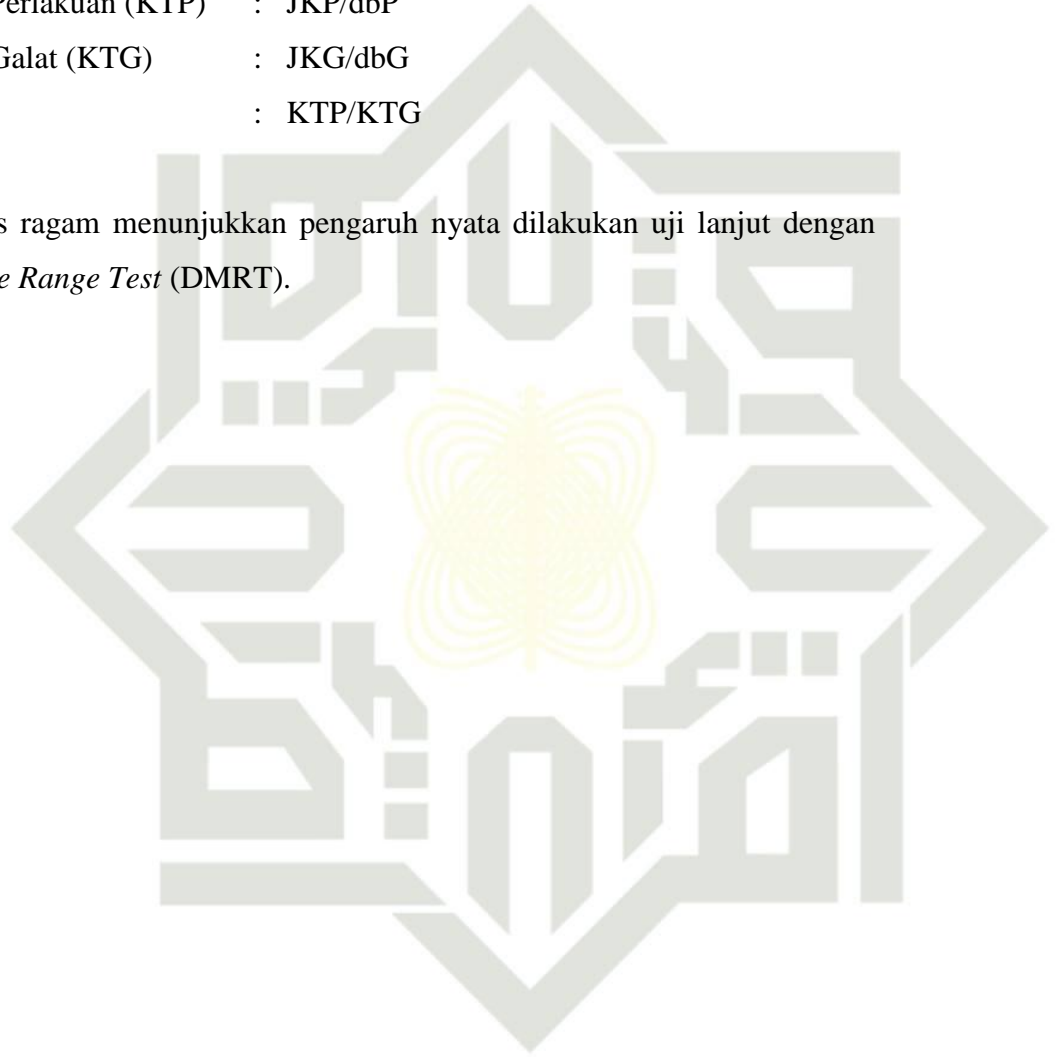 Perlakuan (KTP) : JKP/dbP
Galat (KTG) : JKG/dbG
: KTP/KTG
s ragam menunjukkan pengaruh nyata dilakukan uji lanjut dengan
e Range Test (DMRT).